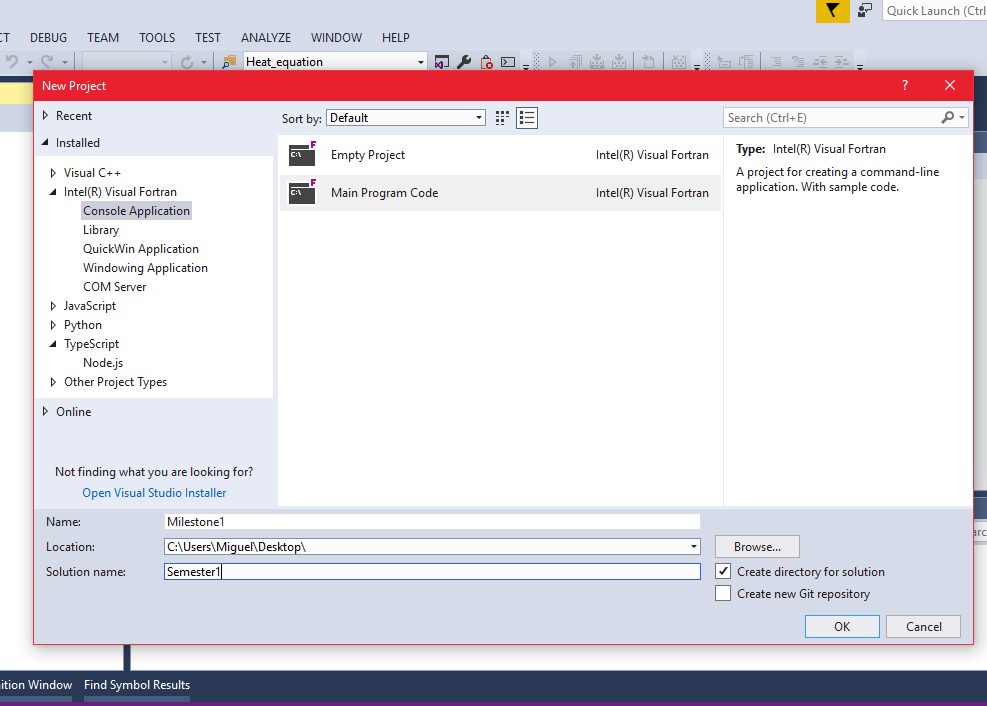 Quick Launch (Ctrl
CT DEBUG TEAM TOOLS TEST ANALYZE WINDOW HELP
Heat_equation
New Project
?
Recent
Installed
Visual C++
Intel(R) Visual Fortran
Console Application
Library
QuickWin Application
Windowing Application
COM Server
JavaScript
Python
TypeScript
Node.js
Other Project Types
Online
Not finding what you are looking for?
Open Visual Studio Installer
Sort by: Default
C:\ F Empty Project Intel(R) Visual Fortran
C:\ F Main Program Code Intel(R) Visual Fortran
Search (Ctrl+E)
Type: Intel(R) Visual Fortran
A project for creating a command-line
application. With sample code.
Name: Milestone1
Location: C:\Users\Miguel\Desktop\ Browse...
Solution name: Semester1
Create directory for solution
Create new Git repository
OK Cancel
arc
ition Window Find Symbol Results